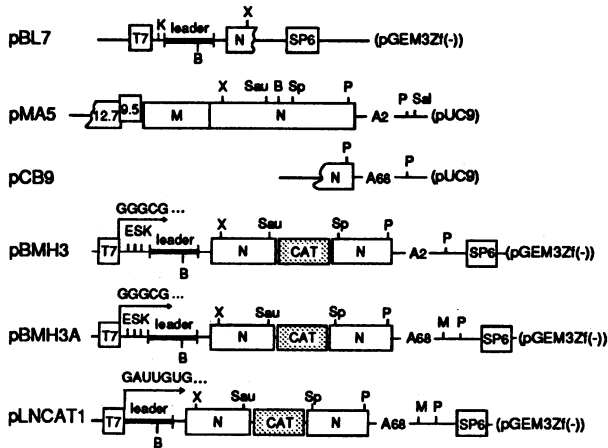 X
pBL7 T7 K leader B N SP6 (pGEM3Zf(-))
X Sau B Sp P P Sal
pMA5 12.7 9.5 M N A2 (pUC9)
P P
pCB9 N A68 (pUC9)
GGGCG ...
X Sau Sp P P
pBMH3 T7 ESK leader B N CAT N A2 SP6 (pGEM3Zf(-))
GGGCG ...
X Sau Sp P M P
pBMH3A T7 ESK leader B N CAT N A68 SP6 (pGEM3Zf(-))
GAUUGUG...
X Sau Sp P M P
pLNCAT1 T7 leader B N CAT N A68 SP6 (pGEM3Zf(-))